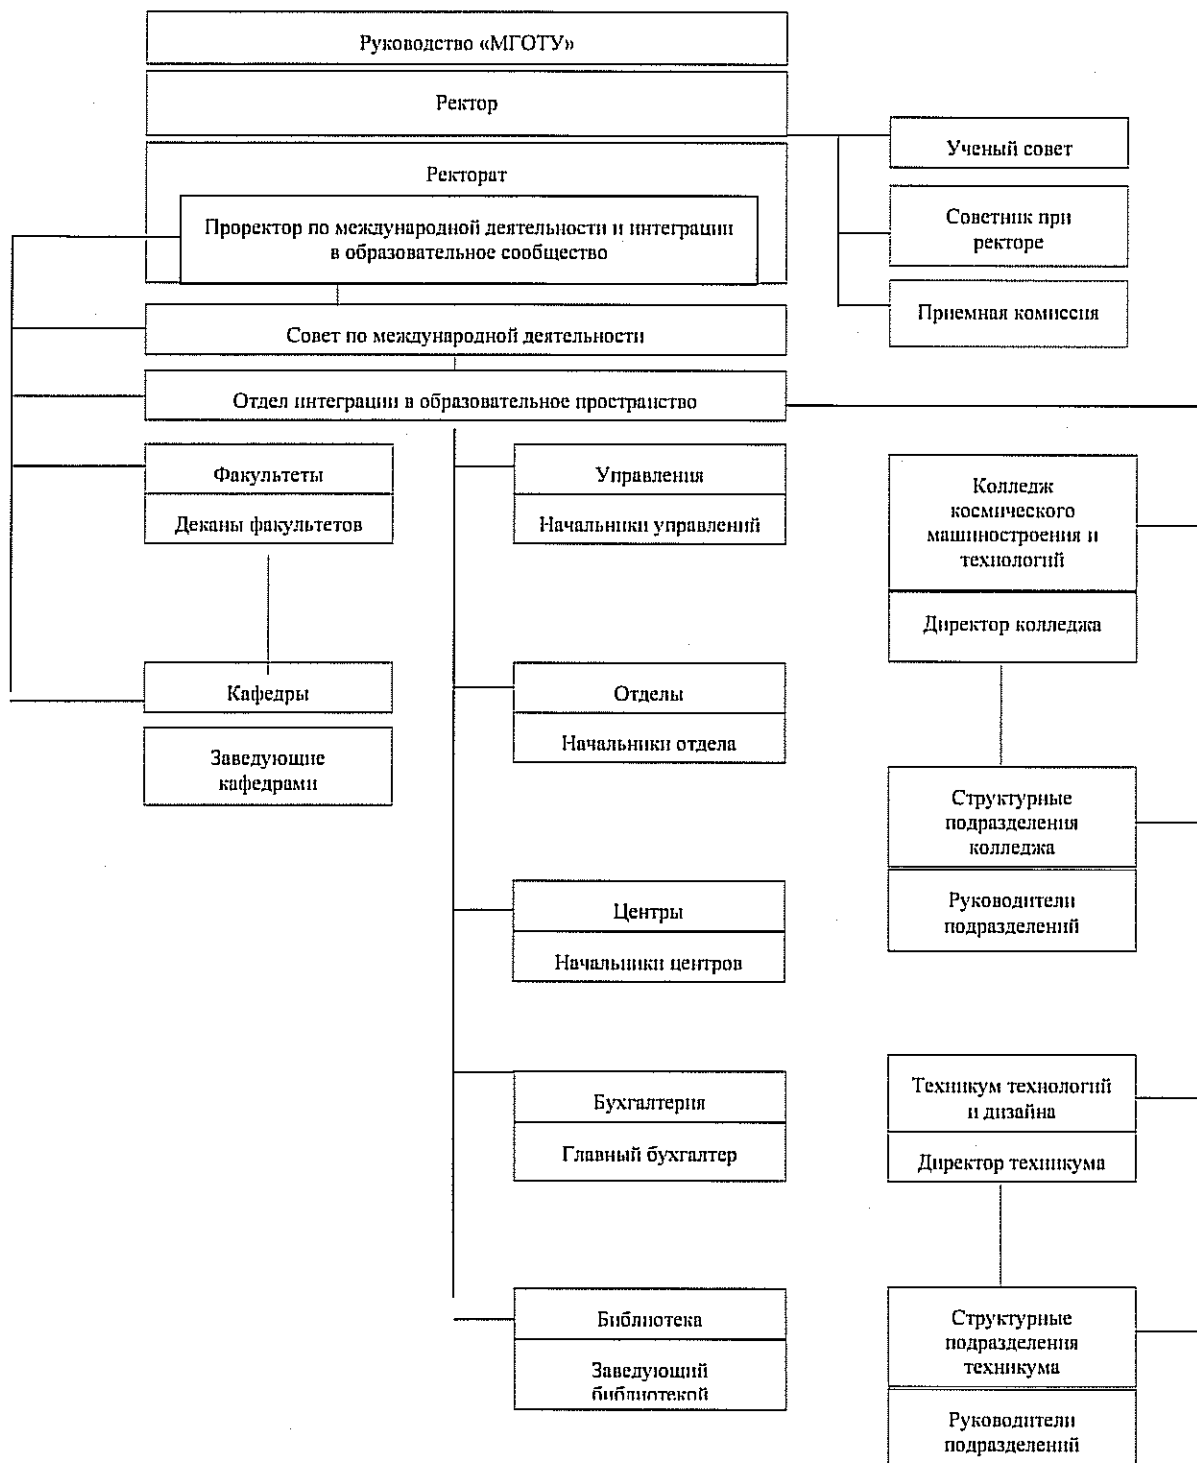 Руководство «МГОТУ»
Ректор
Ученый совет
Ректорат
Проректор по международной деятельности и интеграции
в образовательное сообщество
Советник при
ректоре
Приемная комиссия
Совет по международной деятельности
Отдел интеграции в образовательное пространство
Факультеты
Деканы факультетов
Управления
Начальники управлений
Колледж
космического
машиностроения и
технологий
Директор колледжа
Кафедры
Заведующие
кафедрами
Отделы
Начальники отдела
Структурные
подразделения
колледжа
Руководители
подразделений
Центры
Начальники центров
Бухгалтерия
Главный бухгалтер
Техникум технологий
и дизайна
Директор техникума
Библиотека
Заведующий
библиотекой
Структурные
подразделения
техникума
Руководители
подразделений